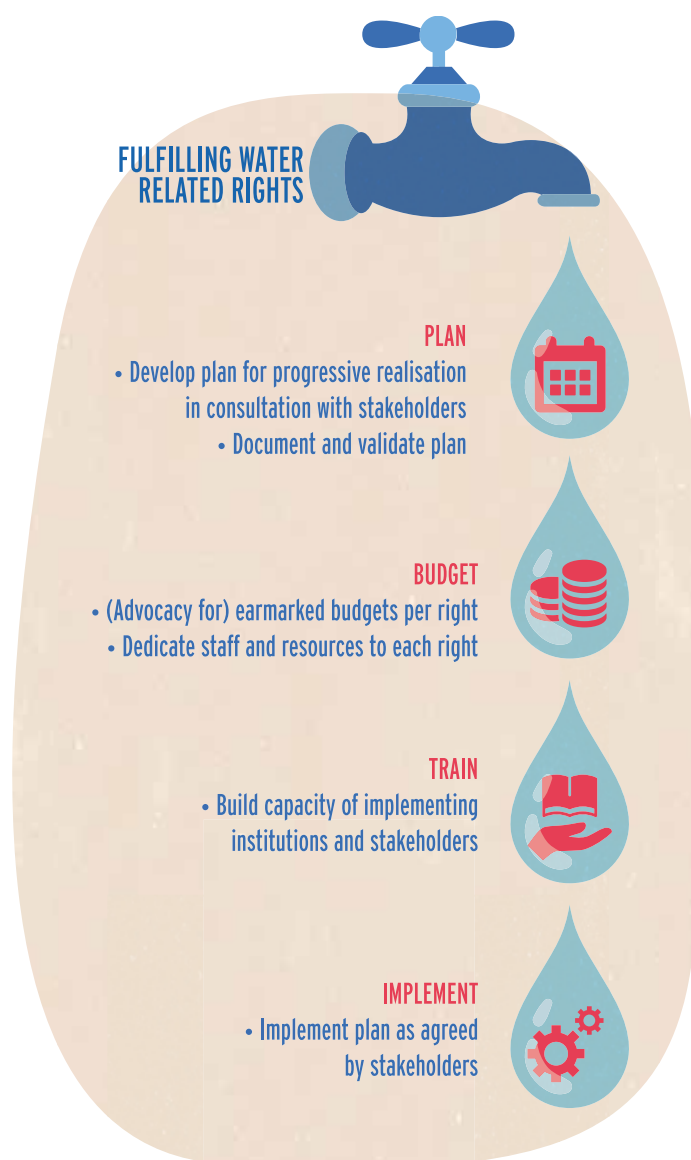 FULFILLING WATER
RELATED RIGHTS
PLAN
• Develop plan for progressive realisation
in consultation with stakeholders
• Document and validate plan
BUDGET
• (Advocacy for) earmarked budgets per right
• Dedicate staff and resources to each right
TRAIN
• Build capacity of implementing
institutions and stakeholders
IMPLEMENT
• Implement plan as agreed
by stakeholders